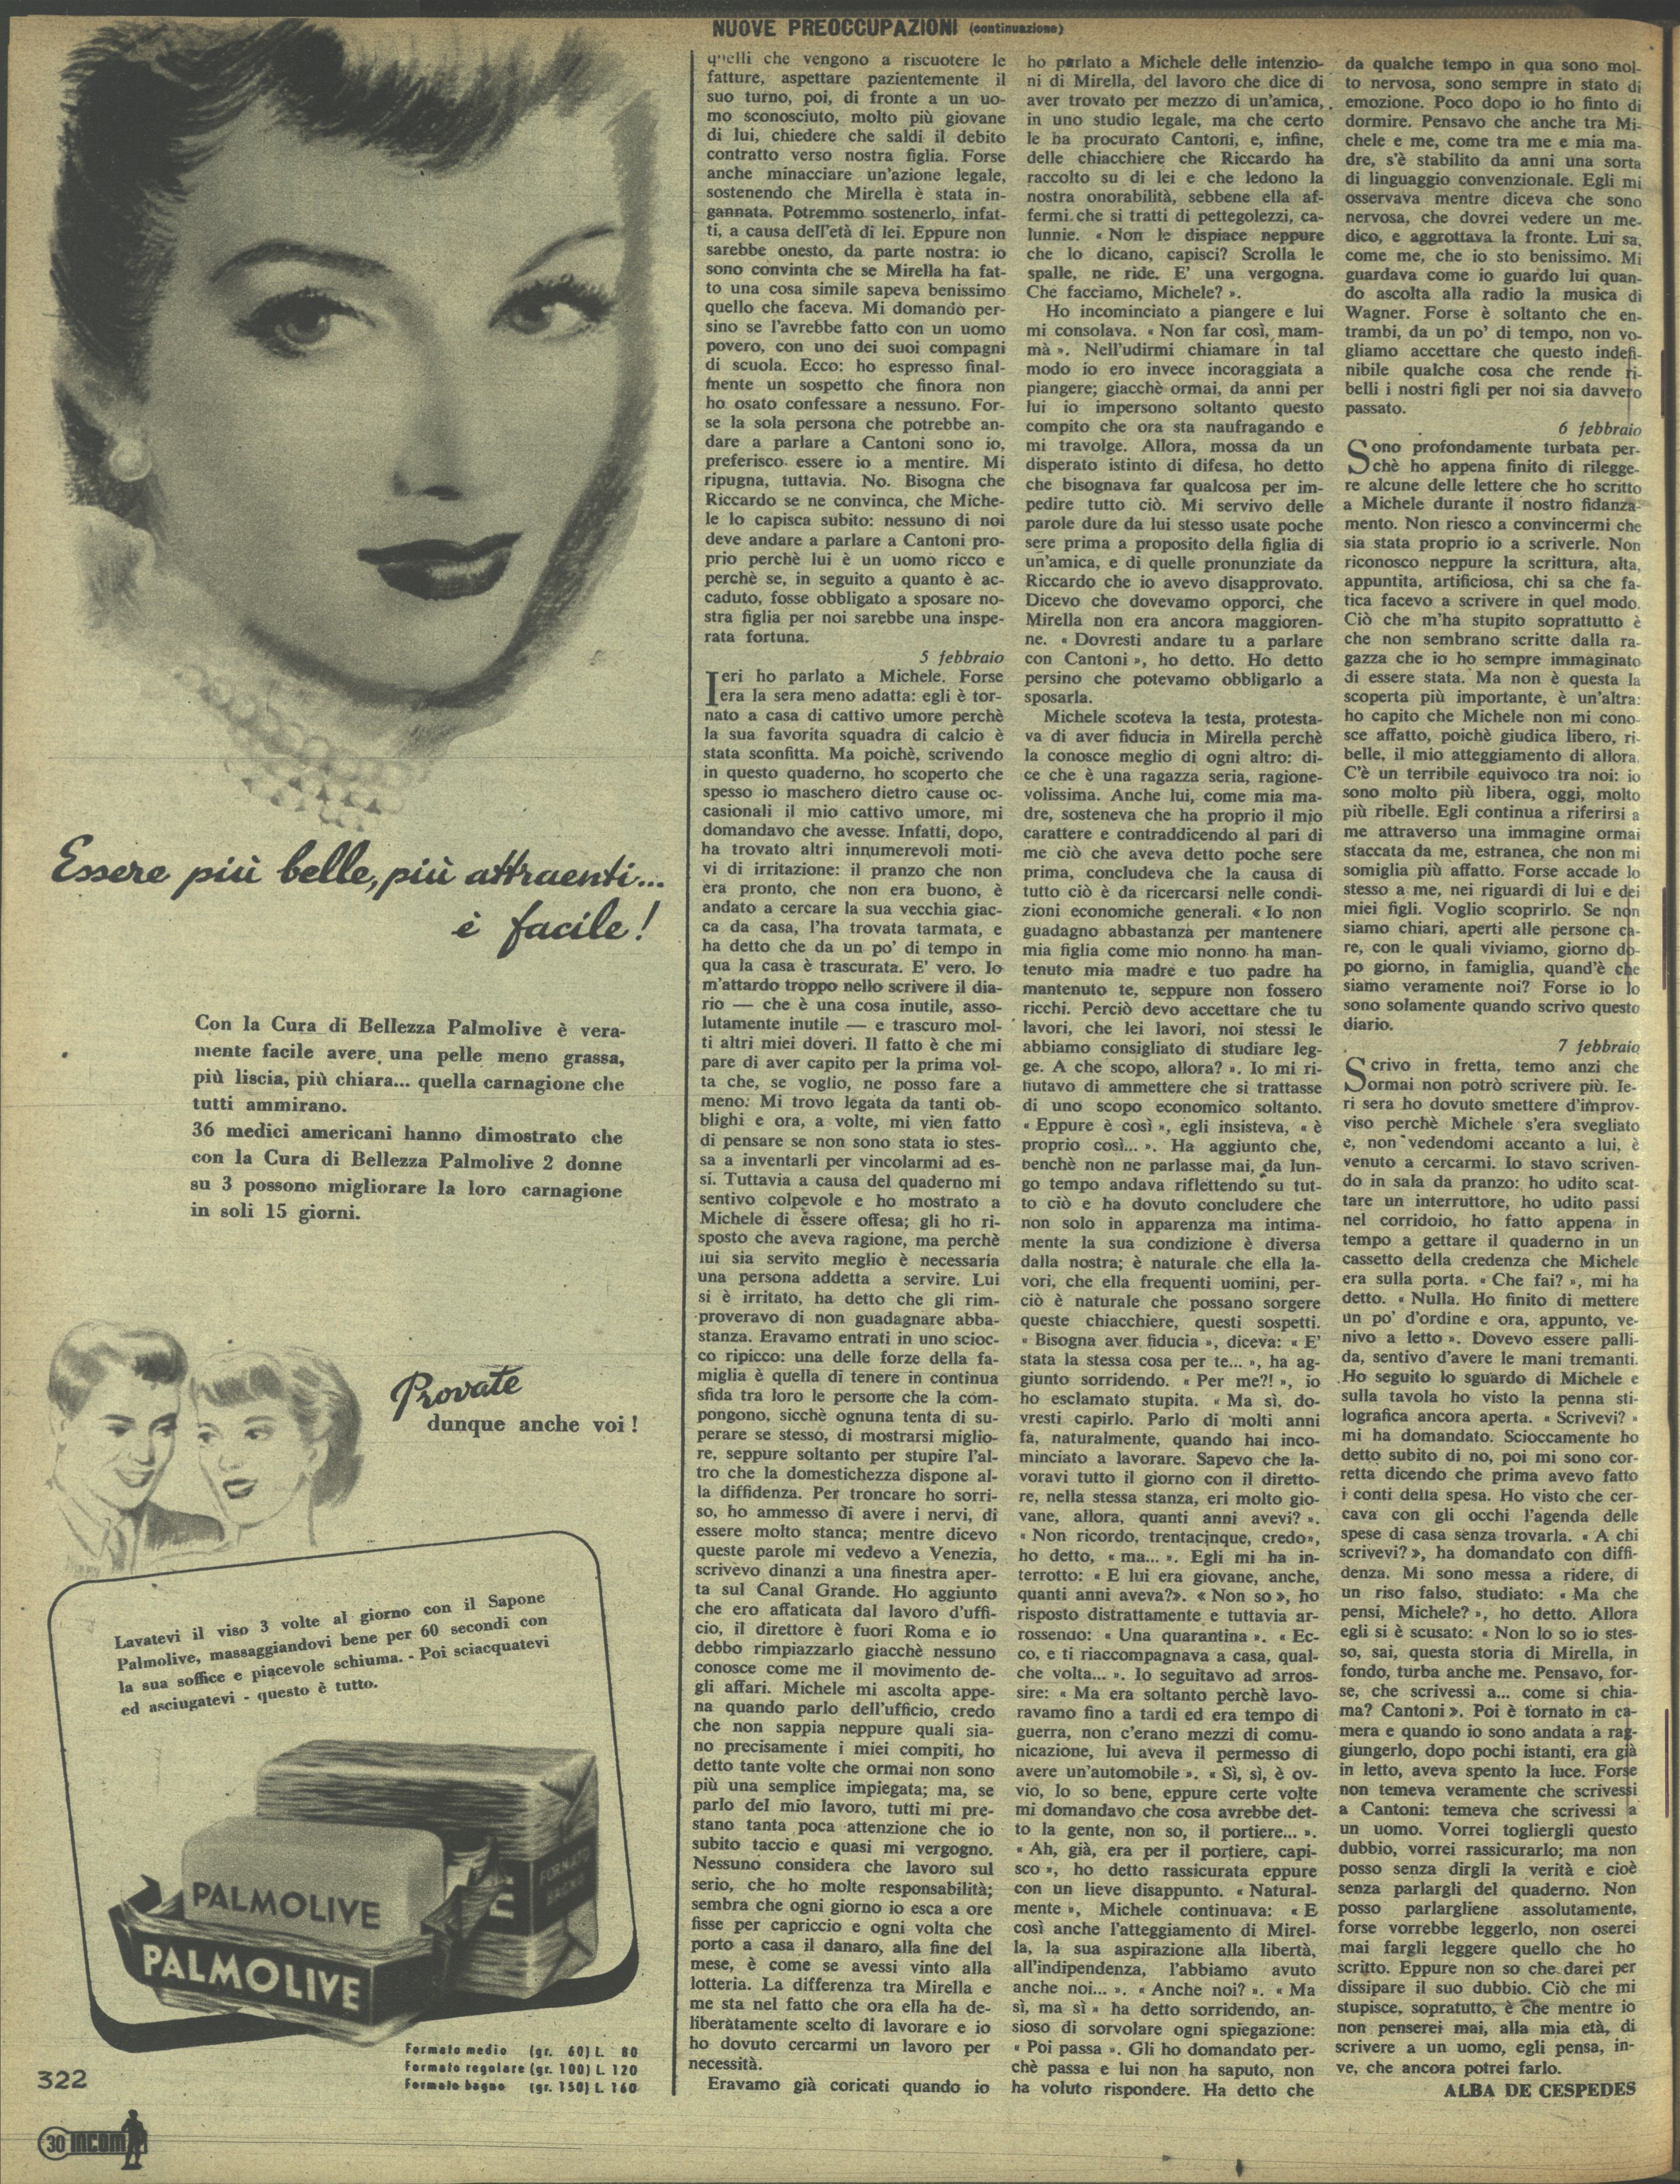 NUOVE PREOCCUPAZIONI (continuazione)
quelli che vengono a riscuotere le
fatture, aspettare pazientemente il
suo turno, poi, di fronte a un uo-
mo sconosciuto, molto più giovane
di lui, chiedere che saldi il debito
contratto verso nostra figlia. Forse
anche minacciare un'azione legale,
sostenendo che Mirella è stata in-
gannata. Potremmo sostenerlo, infat-
ti, a causa dell'età di lei. Eppure non
sarebbe onesto, da parte nostra: io
sono convinta che se Mirella ha fat-
to una cosa simile sapeva benissimo
quello che faceva. Mi domando per-
sino se l'avrebbe fatto con un uomo
povero, con uno dei suoi compagni
di scuola. Ecco: ho espresso final-
mente un sospetto che finora non
ho osato confessare a nessuno. For-
se la sola persona che potrebbe an-
dare a parlare a Cantoni sono io,
preferisco essere io a mentire. Mi
ripugna, tuttavia. No. Bisogna che
Riccardo se ne convinca, che Miche-
le lo capisca subito: nessuno di noi
deve andare a parlare a Cantoni pro-
prio perchè lui è un uomo ricco e
perchè se, in seguito a quanto è ac-
caduto, fosse obbligato a sposare no-
stra figlia per noi sarebbe una inspe-
rata fortuna.
5 febbraio
Ieri ho parlato a Michele. Forse
era la sera meno adatta: egli è tor-
nato a casa di cattivo umore perchè
la sua favorita squadra di calcio è
stata sconfitta. Ma poichè, scrivendo
in questo quaderno, ho scoperto che
spesso io maschero dietro cause oc-
casionali il mio cattivo umore, mi
domandavo che avesse. Infatti, dopo,
ha trovato altri innumerevoli moti-
vi di irritazione: il pranzo che non
era pronto, che non era buono, è
andato a cercare la sua vecchia giac-
ca da casa, l'ha trovata tarmata, e
ha detto che da un po' di tempo in
qua la casa è trascurata. E' vero. Io
m'attardo troppo nello scrivere il dia-
rio — che è una cosa inutile, asso-
lutamente inutile — e trascuro mol-
ti altri miei doveri. Il fatto è che mi
pare di aver capito per la prima vol-
ta che, se voglio, ne posso fare a
meno. Mi trovo legata da tanti ob-
blighi e ora, a volte, mi vien fatto
di pensare se non sono stata io stes-
sa a inventarli per vincolarmi ad es-
si. Tuttavia a causa del quaderno mi
sentivo colpevole e ho mostrato a
Michele di essere offesa; gli ho ri-
sposto che aveva ragione, ma perchè
lui sia servito meglio è necessaria
una persona addetta a servire. Lui
si è irritato, ha detto che gli rim-
proveravo di non guadagnare abba-
stanza. Eravamo entrati in uno scioc-
co ripicco: una delle forze della fa-
miglia è quella di tenere in continua
sfida tra loro le persone che la com-
pongono, sicchè ognuna tenta di su-
perare se stesso, di mostrarsi miglio-
re, seppure soltanto per stupire l'al-
tro che la domestichezza dispone al-
la diffidenza. Per troncare ho sorri-
so, ho ammesso di avere i nervi, di
essere molto stanca; mentre dicevo
queste parole mi vedevo a Venezia,
scrivevo dinanzi a una finestra aper-
ta sul Canal Grande. Ho aggiunto
che ero affaticata dal lavoro d'uffi-
cio, il direttore è fuori Roma e io
debbo rimpiazzarlo giacchè nessuno
conosce come me il movimento de-
gli affari. Michele mi ascolta appe-
na quando parlo dell'ufficio, credo
che non sappia neppure quali sia-
no precisamente i miei compiti, ho
detto tante volte che ormai non sono
più una semplice impiegata; ma, se
parlo del mio lavoro, tutti mi pre-
stano tanta poca attenzione che io
subito taccio e quasi mi vergogno.
Nessuno considera che lavoro sul
serio, che ho molte responsabilità;
sembra che ogni giorno io esca a ore
fisse per capriccio e ogni volta che
porto a casa il danaro, alla fine del
mese, è come se avessi vinto alla
lotteria. La differenza tra Mirella e
me sta nel fatto che ora ella ha de-
liberatamente scelto di lavorare e io
ho dovuto cercarmi un lavoro per
necessità.
Eravamo già coricati quando io
ho parlato a Michele delle intenzio-
ni di Mirella, del lavoro che dice di
aver trovato per mezzo di un'amica,
in uno studio legale, ma che certo
le ha procurato Cantoni, e, infine,
delle chiacchiere che Riccardo ha
raccolto su di lei e che ledono la
nostra onorabilità, sebbene ella af-
fermi che si tratti di pettegolezzi, ca-
lunnie. « Non le dispiace neppure
che lo dicano, capisci? Scrolla le
spalle, ne ride. E' una vergogna.
Che facciamo, Michele? ».
Ho incominciato a piangere e lui
mi consolava. « Non far così, mam-
mà ». Nell'udirmi chiamare in tal
modo io ero invece incoraggiata a
piangere; giacchè ormai, da anni per
lui io impersono soltanto questo
compito che ora sta naufragando e
mi travolge. Allora, mossa da un
disperato istinto di difesa, ho detto
che bisognava far qualcosa per im-
pedire tutto ciò. Mi servivo delle
parole dure da lui stesso usate poche
sere prima a proposito della figlia di
un'amica, e di quelle pronunziate da
Riccardo che io avevo disapprovato.
Dicevo che dovevamo opporci, che
Mirella non era ancora maggioren-
ne. « Dovresti andare tu a parlare
con Cantoni », ho detto. Ho detto
persino che potevamo obbligarlo a
sposarla.
Michele scoteva la testa, protesta-
va di aver fiducia in Mirella perchè
la conosce meglio di ogni altro: di-
ce che è una ragazza seria, ragione-
volissima. Anche lui, come mia ma-
dre, sosteneva che ha proprio il mio
carattere e contraddicendo al pari di
me ciò che aveva detto poche sere
prima, concludeva che la causa di
tutto ciò è da ricercarsi nelle condi-
zioni economiche generali. « Io non
guadagno abbastanza per mantenere
mia figlia come mio nonno ha man-
tenuto mia madre e tuo padre ha
mantenuto te, seppure non fossero
ricchi. Perciò devo accettare che tu
lavori, che lei lavori, noi stessi le
abbiamo consigliato di studiare leg-
ge. A che scopo, allora? ». Io mi ri-
fiutavo di ammettere che si trattasse
di uno scopo economico soltanto.
« Eppure è così », egli insisteva, « è
proprio così... ». Ha aggiunto che,
benchè non ne parlasse mai, da lun-
go tempo andava riflettendo su tut-
to ciò e ha dovuto concludere che
non solo in apparenza ma intima-
mente la sua condizione è diversa
dalla nostra; è naturale che ella la-
vori, che ella frequenti uomini, per-
ciò è naturale che possano sorgere
queste chiacchiere, questi sospetti.
« Bisogna aver fiducia », diceva: « E'
stata la stessa cosa per te... », ha ag-
giunto sorridendo. « Per me?! », io
ho esclamato stupita. « Ma sì, do-
vresti capirlo. Parlo di molti anni
fa, naturalmente, quando hai inco-
minciato a lavorare. Sapevo che la-
voravi tutto il giorno con il diretto-
re, nella stessa stanza, eri molto gio-
vane, allora, quanti anni avevi? ».
« Non ricordo, trentacinque, credo»,
ho detto, « ma... ». Egli mi ha in-
terrotto: « E lui era giovane, anche,
quanti anni aveva?». « Non so », ho
risposto distrattamente e tuttavia ar-
rossendo: « Una quarantina ». « Ec-
co, e ti riaccompagnava a casa, qual-
che volta... ». Io seguitavo ad arros-
sire: « Ma era soltanto perchè lavo-
ravamo fino a tardi ed era tempo di
guerra, non c'erano mezzi di comu-
nicazione, lui aveva il permesso di
avere un'automobile ». « Sì, sì, è ov-
vio, lo so bene, eppure certe volte
mi domandavo che cosa avrebbe det-
to la gente, non so, il portiere... ».
« Ah, già, era per il portiere, capi-
sco », ho detto rassicurata eppure
con un lieve disappunto. « Natural-
mente », Michele continuava: « E
così anche l'atteggiamento di Mirel-
la, la sua aspirazione alla libertà,
all'indipendenza, l'abbiamo avuto
anche noi... ». « Anche noi? ». « Ma
sì, ma sì » ha detto sorridendo, an-
sioso di sorvolare ogni spiegazione:
« Poi passa ». Gli ho domandato per-
chè passa e lui non ha saputo, non
ha voluto rispondere. Ha detto che
da qualche tempo in qua sono mol-
to nervosa, sono sempre in stato di
emozione. Poco dopo io ho finto di
dormire. Pensavo che anche tra Mi-
chele e me, come tra me e mia ma-
dre, s'è stabilito da anni una sorta
di linguaggio convenzionale. Egli mi
osservava mentre diceva che sono
nervosa, che dovrei vedere un me-
dico, e aggrottava la fronte. Lui sa,
come me, che io sto benissimo. Mi
guardava come io guardo lui quan-
do ascolta alla radio la musica di
Wagner. Forse è soltanto che en-
trambi, da un po' di tempo, non vo-
gliamo accettare che questo indefi-
nibile qualche cosa che rende ri-
belli i nostri figli per noi sia davvero
passato.
6 febbraio
Sono profondamente turbata per-
chè ho appena finito di rilegge-
re alcune delle lettere che ho scritto
a Michele durante il nostro fidanza-
mento. Non riesco a convincermi che
sia stata proprio io a scriverle. Non
riconosco neppure la scrittura, alta,
appuntita, artificiosa, chi sa che fa-
tica facevo a scrivere in quel modo.
Ciò che m'ha stupito soprattutto è
che non sembrano scritte dalla ra-
gazza che io ho sempre immaginato
di essere stata. Ma non è questa la
scoperta più importante, è un'altra:
ho capito che Michele non mi cono-
sce affatto, poichè giudica libero, ri-
belle, il mio atteggiamento di allora.
C'è un terribile equivoco tra noi: io
sono molto più libera, oggi, molto
più ribelle. Egli continua a riferirsi a
me attraverso una immagine ormai
staccata da me, estranea, che non mi
somiglia più affatto. Forse accade lo
stesso a me, nei riguardi di lui e dei
miei figli. Voglio scoprirlo. Se non
siamo chiari, aperti alle persone ca-
re, con le quali viviamo, giorno do-
po giorno, in famiglia, quand'è che
siamo veramente noi? Forse io lo
sono solamente quando scrivo questo
diario.
7 febbraio
Scrivo in fretta, temo anzi che
ormai non potrò scrivere più. Ie-
ri sera ho dovuto smettere d'improv-
viso perchè Michele s'era svegliato
e, non vedendomi accanto a lui, è
venuto a cercarmi. Io stavo scriven-
do in sala da pranzo: ho udito scat-
tare un interruttore, ho udito passi
nel corridoio, ho fatto appena in
tempo a gettare il quaderno in un
cassetto della credenza che Michele
era sulla porta. « Che fai? », mi ha
detto. « Nulla. Ho finito di mettere
un po' d'ordine e ora, appunto, ve-
nivo a letto ». Dovevo essere palli-
da, sentivo d'avere le mani tremanti.
Ho seguito lo sguardo di Michele e
sulla tavola ho visto la penna sti-
lografica ancora aperta. « Scrivevi? »
mi ha domandato. Scioccamente ho
detto subito di no, poi mi sono cor-
retta dicendo che prima avevo fatto
i conti della spesa. Ho visto che cer-
cava con gli occhi l'agenda delle
spese di casa senza trovarla. « A chi
scrivevi? », ha domandato con diffi-
denza. Mi sono messa a ridere, di
un riso falso, studiato: « Ma che
pensi, Michele? », ho detto. Allora
egli si è scusato: « Non lo so io stes-
so, sai, questa storia di Mirella, in
fondo, turba anche me. Pensavo, for-
se, che scrivessi a... come si chia-
ma? Cantoni ». Poi è tornato in ca-
mera e quando io sono andata a rag-
giungerlo, dopo pochi istanti, era già
in letto, aveva spento la luce. Forse
non temeva veramente che scrivessi
a Cantoni: temeva che scrivessi a
un uomo. Vorrei togliergli questo
dubbio, vorrei rassicurarlo; ma non
posso senza dirgli la verità e cioè
senza parlargli del quaderno. Non
posso parlargliene assolutamente,
forse vorrebbe leggerlo, non oserei
mai fargli leggere quello che ho
scritto. Eppure non so che darei per
dissipare il suo dubbio. Ciò che mi
stupisce, sopratutto, è che mentre io
non penserei mai, alla mia età, di
scrivere a un uomo, egli pensa, in-
ve, che ancora potrei farlo.
ALBA DE CESPEDES
Essere più belle, più attraenti...
è facile!
Con la Cura di Bellezza Palmolive è vera-
mente facile avere una pelle meno grassa,
più liscia, più chiara... quella carnagione che
tutti ammirano.
36 medici americani hanno dimostrato che
con la Cura di Bellezza Palmolive 2 donne
su 3 possono migliorare la loro carnagione
in soli 15 giorni.
Provate
dunque anche voi!
Lavatevi il viso 3 volte al giorno con il Sapone
Palmolive, massaggiandovi bene per 60 secondi con
la sua soffice e piacevole schiuma. - Poi sciacquatevi
ed asciugatevi - questo è tutto.
FORMATO
BAGNO
E
PALMOLIVE
PALMOLIVE
Formato medio (gr. 60) L. 80
Formato regolare (gr. 100) L. 120
Formato bagno (gr. 150) L. 160
322
30 INCOM